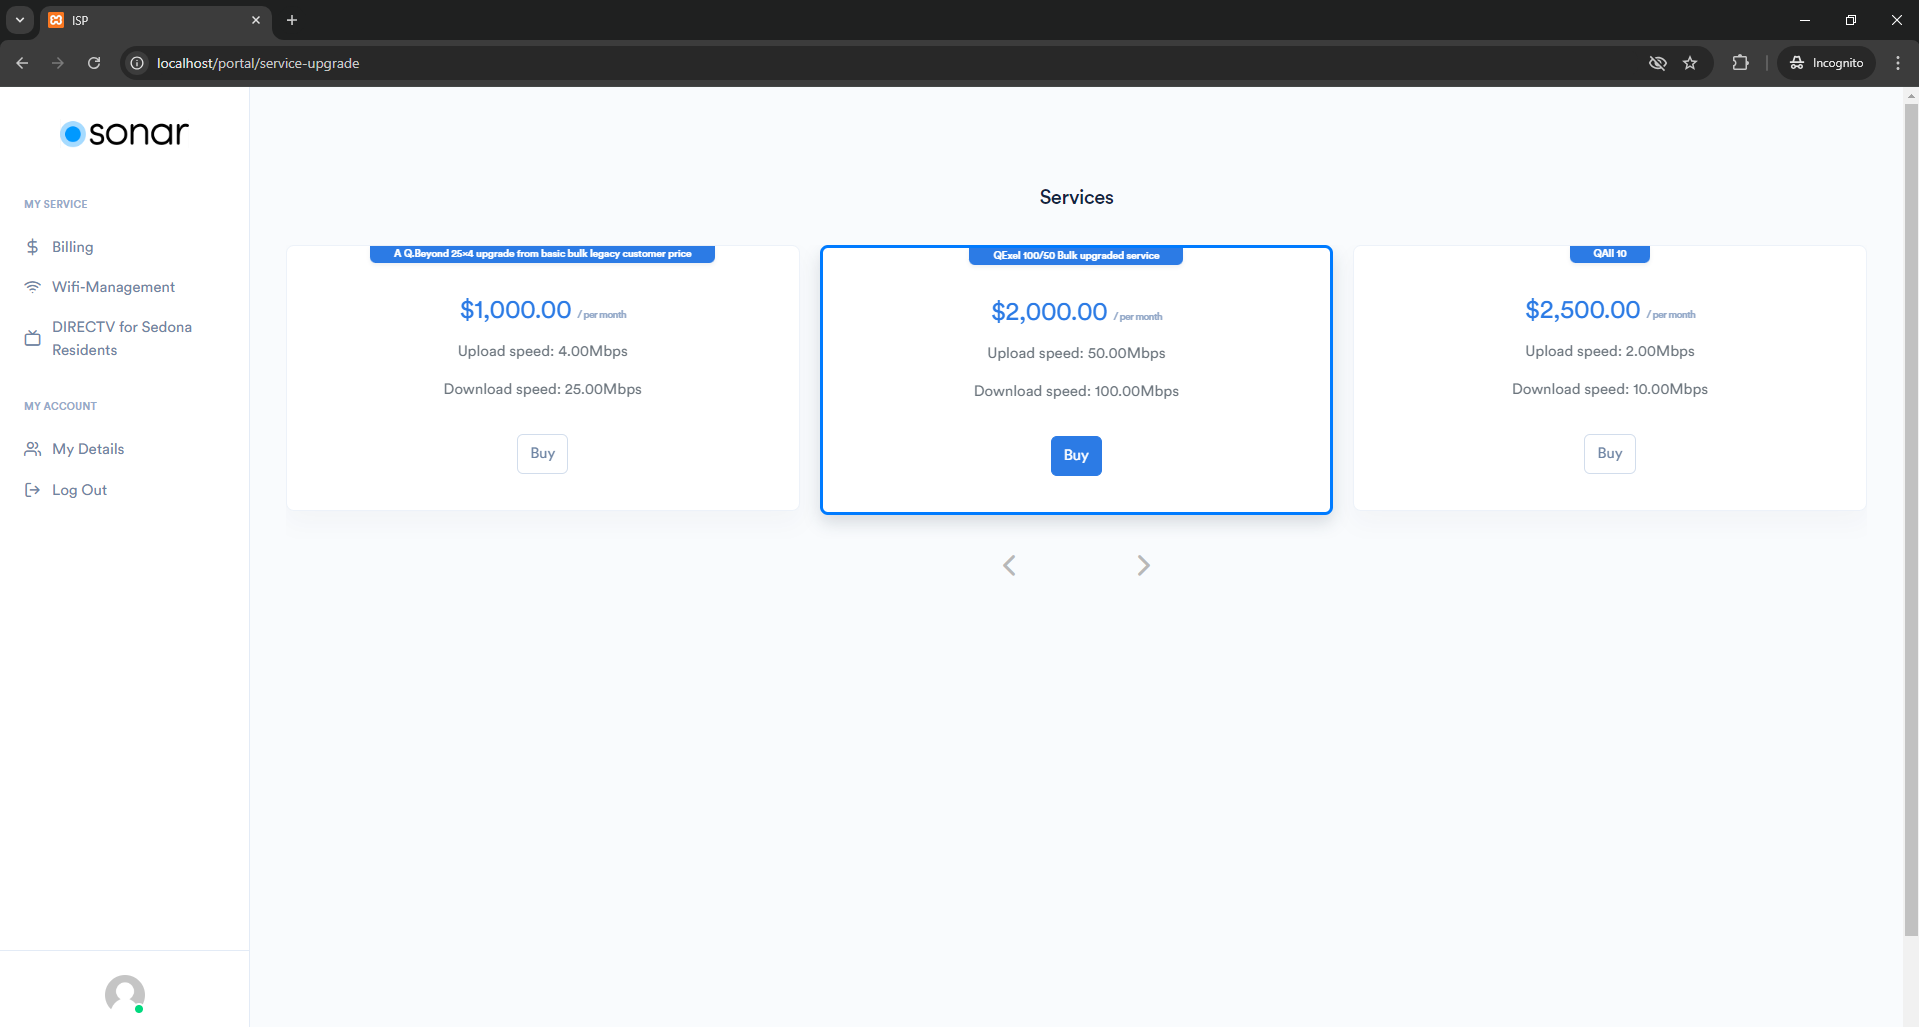 ISP
localhost/portal/service-upgrade
Incognito
sonar
MY SERVICE
Billing
Wifi-Management
DIRECTV for Sedona
Residents
MY ACCOUNT
My Details
Log Out
Services
A Q.Beyond 25x4 upgrade from basic bulk legacy customer price
$1,000.00 / per month
Upload speed: 4.00Mbps
Download speed: 25.00Mbps
Buy
QExel 100/50 Bulk upgraded service
$2,000.00 / per month
Upload speed: 50.00Mbps
Download speed: 100.00Mbps
Buy
QAll 10
$2,500.00 / per month
Upload speed: 2.00Mbps
Download speed: 10.00Mbps
Buy